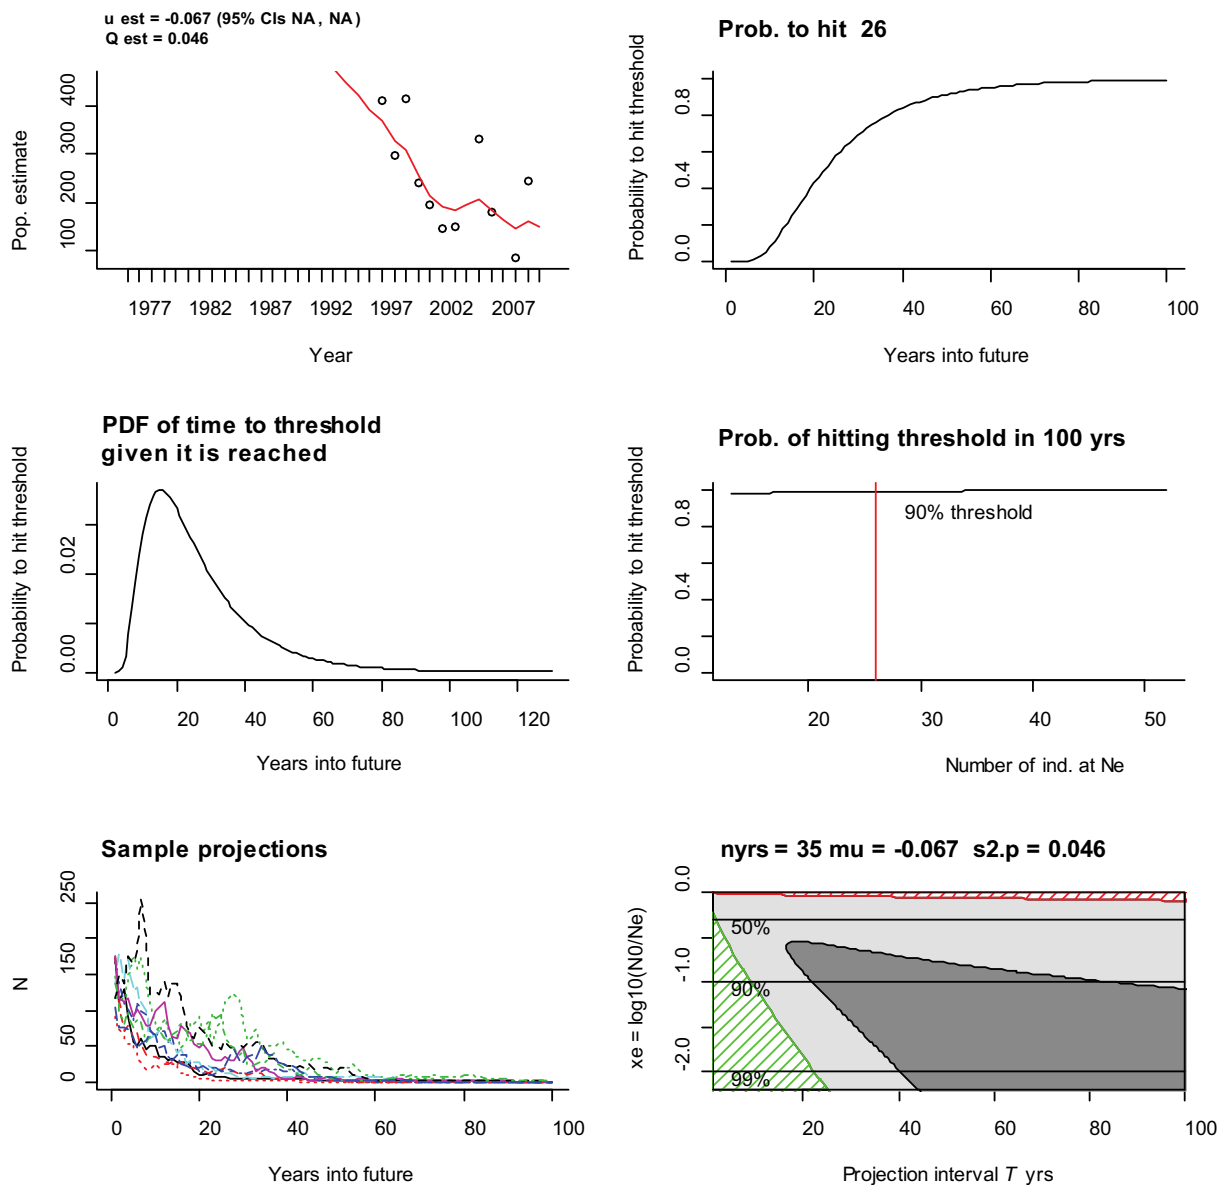 u est = -0.067 (95% CIs NA, NA)
Q est = 0.046
Pop. estimate
400
300
200
100
1977 1982 1987 1992 1997 2002 2007
Year
Prob. to hit 26
Probability to hit threshold
0.8
0.4
0.0
0 20 40 60 80 100
Years into future
PDF of time to threshold
given it is reached
Probability to hit threshold
0.02
0.00
0 20 40 60 80 100 120
Years into future
Prob. of hitting threshold in 100 yrs
Probability to hit threshold
0.8
0.4
0.0
90% threshold
20 30 40 50
Number of ind. at Ne
Sample projections
N
250
150
50
0
0 20 40 60 80 100
Years into future
nyrs = 35 mu = -0.067 s2.p = 0.046
xe = log10(N0/Ne)
0.0
-1.0
-2.0
50%
90%
99%
20 40 60 80 100
Projection interval T yrs